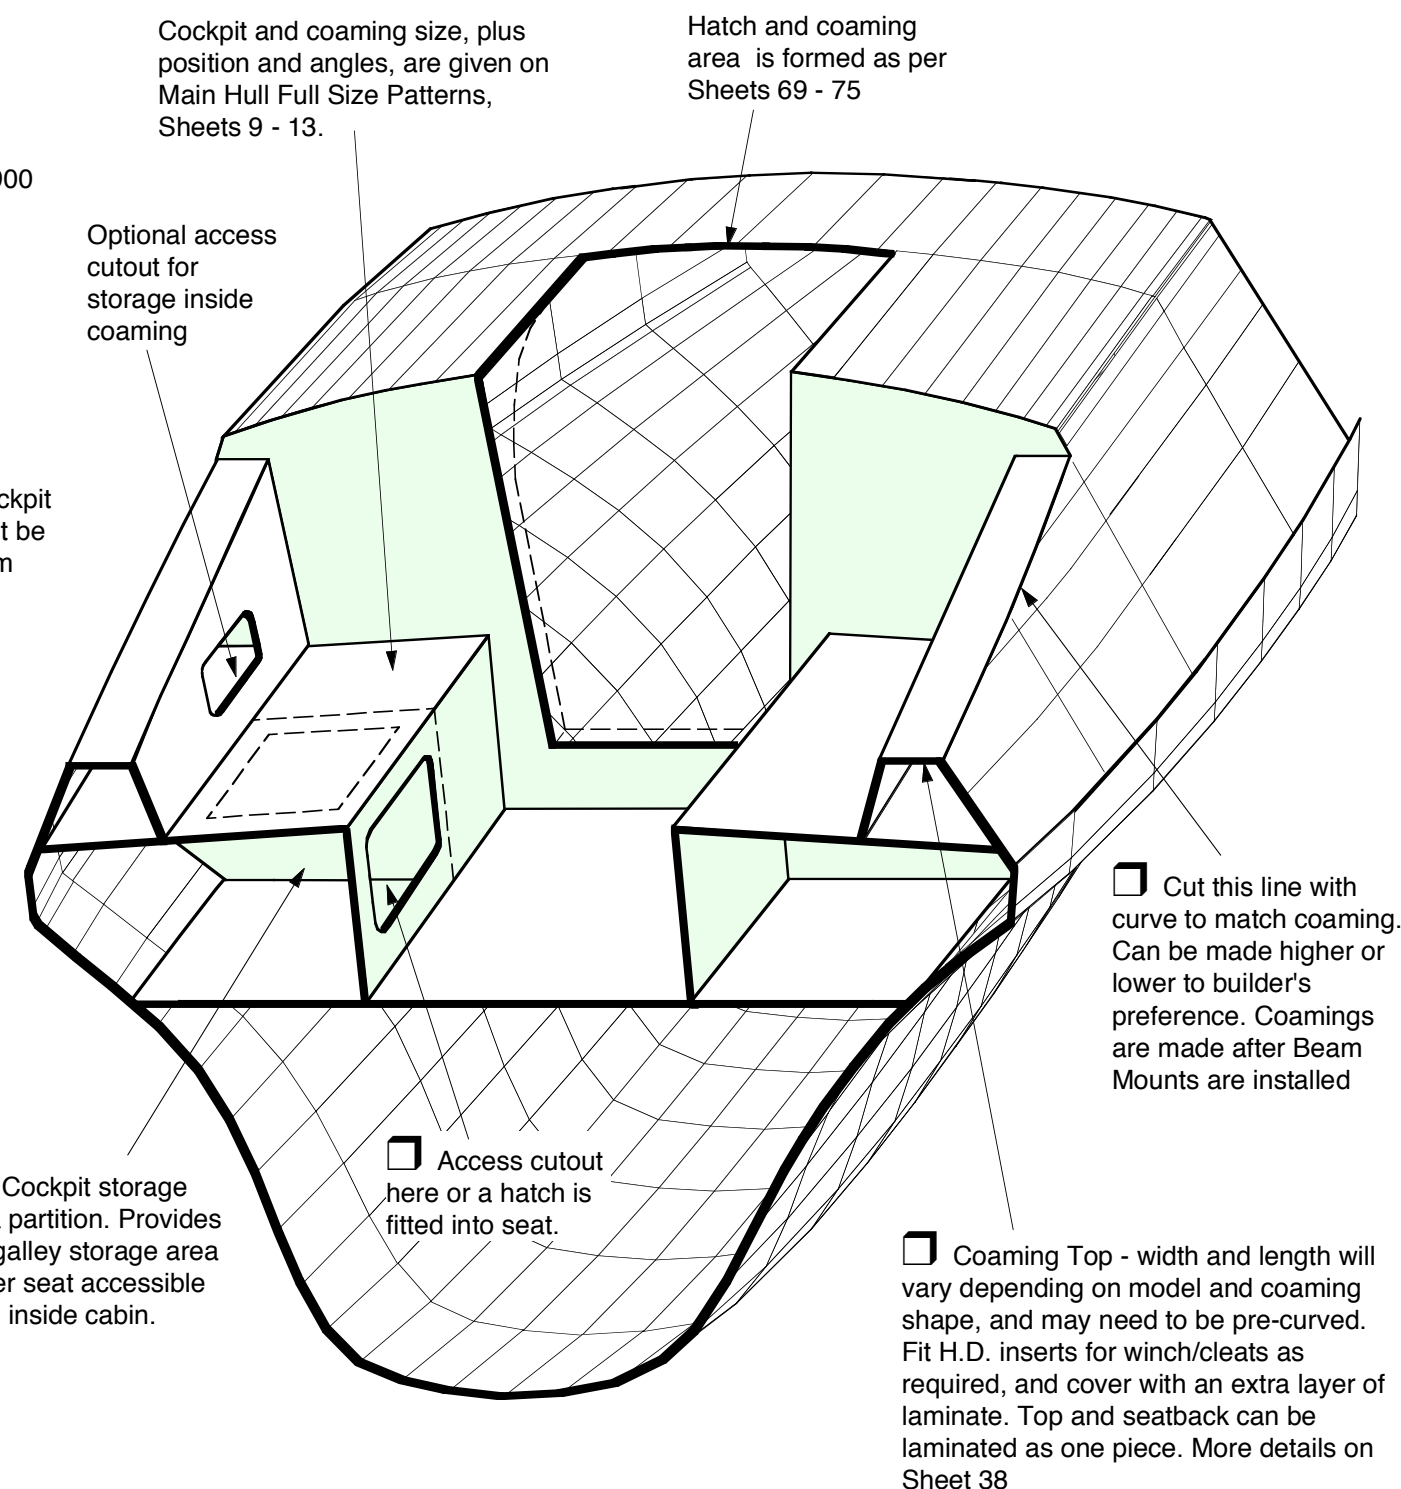 Cockpit and coaming size, plus
position and angles, are given on
Main Hull Full Size Patterns,
Sheets 9 - 13.
Hatch and coaming
area is formed as per
Sheets 69 - 75
Optional access
cutout for
storage inside
coaming
t be
Cut this line with
curve to match coaming.
Can be made higher or
lower to builder's
preference. Coamings
are made after Beam
Mounts are installed
Access cutout
here or a hatch is
fitted into seat.
Cockpit storage
partition. Provides
galley storage area
seat accessible
inside cabin.
Coaming Top - width and length will
vary depending on model and coaming
shape, and may need to be pre-curved.
Fit H.D. inserts for winch/cleats as
required, and cover with an extra layer of
laminate. Top and seatback can be
laminated as one piece. More details on
Sheet 38